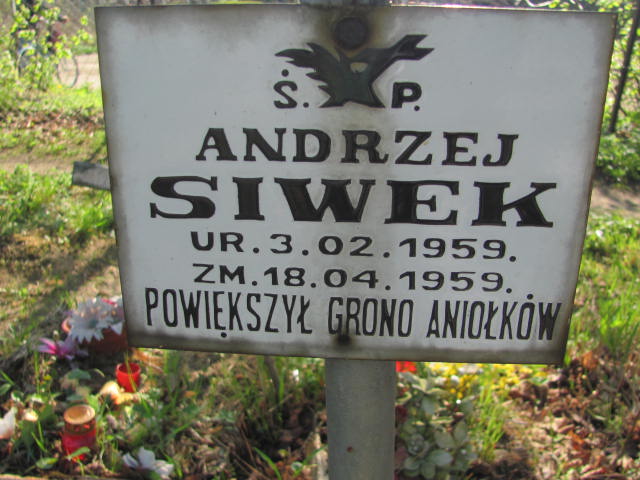 Ś. P.
ANDRZEJ
SIWEK
UR. 3.02.1959.
ZM. 18.04.1959.
POWIĘKSZYŁ GRONO ANIOŁKÓW